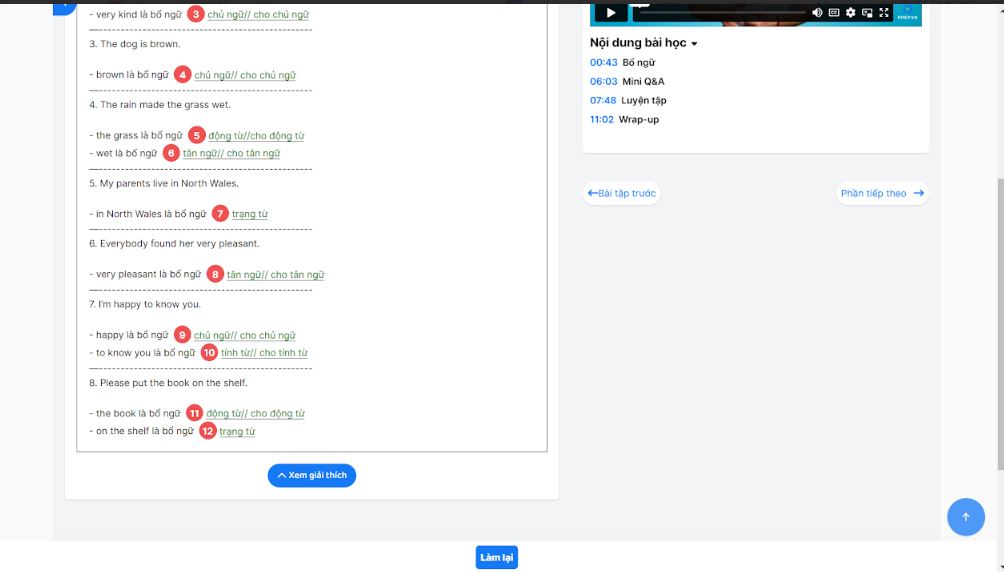 - very kind là bổ ngữ 3 chủ ngữ// cho chủ ngữ
3. The dog is brown.
- brown là bổ ngữ 4 chủ ngữ// cho chủ ngữ
4. The rain made the grass wet.
- the grass là bổ ngữ 5 động từ//cho động từ
- wet là bổ ngữ 6 tân ngữ// cho tân ngữ
5. My parents live in North Wales.
- in North Wales là bổ ngữ 7 trạng từ
6. Everybody found her very pleasant.
- very pleasant là bổ ngữ 8 tân ngữ// cho tân ngữ
7. I'm happy to know you.
- happy là bổ ngữ 9 chủ ngữ// cho chủ ngữ
- to know you là bổ ngữ 10 tính từ// cho tính từ
8. Please put the book on the shelf.
- the book là bổ ngữ 11 động từ// cho động từ
- on the shelf là bổ ngữ 12 trạng từ
Xem giải thích
PREP.VN
Nội dung bài học
00:43 Bổ ngữ
06:03 Mini Q&A
07:48 Luyện tập
11:02 Wrap-up
Bài tập trước
Phần tiếp theo
Làm lại